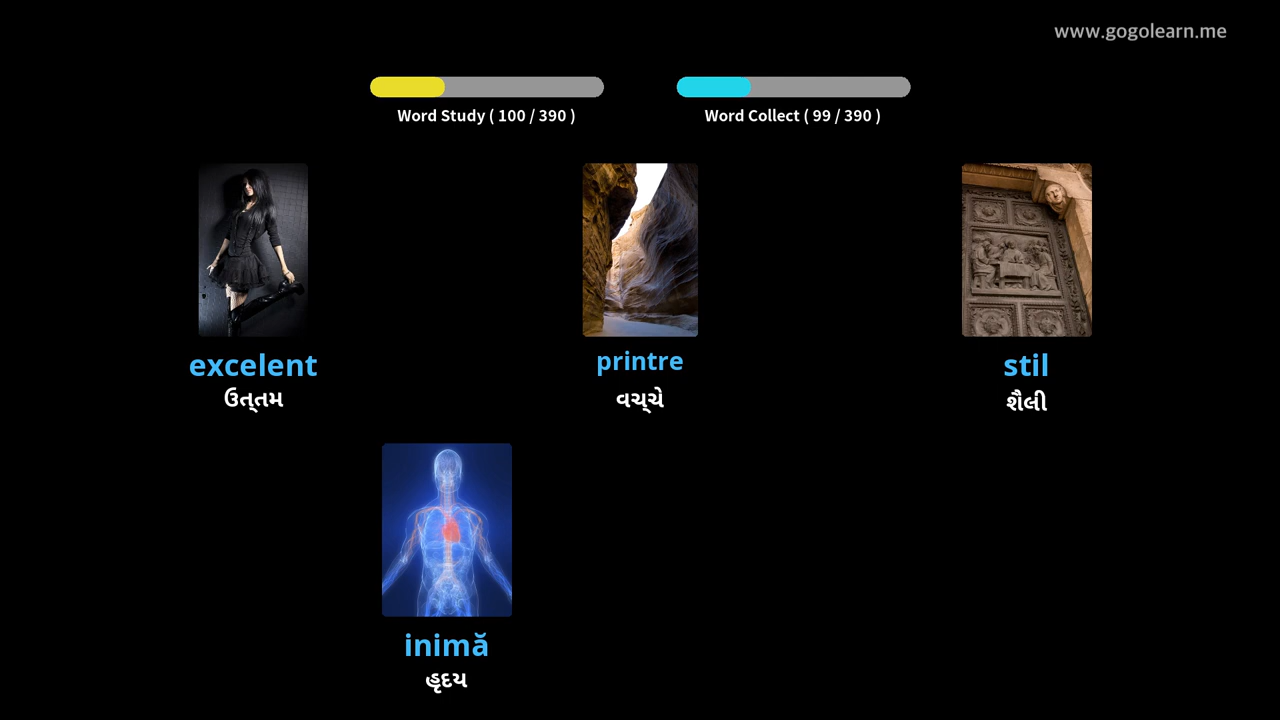 www.gogolearn.me
Word Study ( 100 / 390 )
Word Collect ( 99 / 390 )
excelent
printre
stil
ઉત્તમ
વચ્ચે
શૈલી
inimă
હૃદય